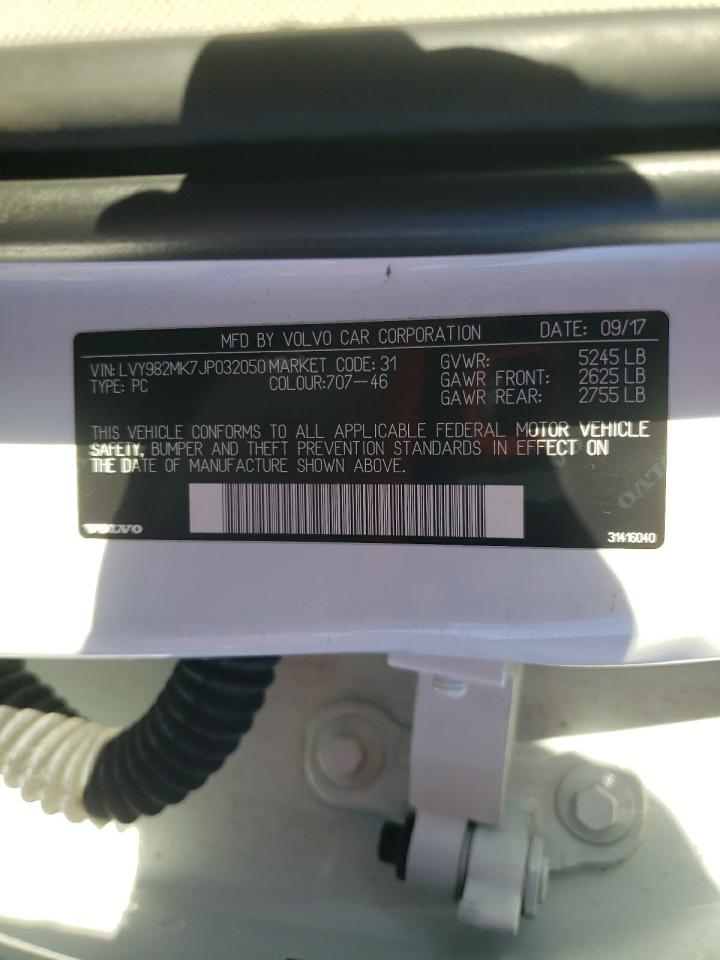 MFD BY VOLVO CAR CORPORATION DATE: 09/17
VIN: LVY982MK7JP032050 MARKET CODE: 31 GVWR: 5245 LB
TYPE: PC COLOUR:707-46 GAWR FRONT: 2625 LB
GAWR REAR: 2755 LB
THIS VEHICLE CONFORMS TO ALL APPLICABLE FEDERAL MOTOR VEHICLE
SAFETY, BUMPER AND THEFT PREVENTION STANDARDS IN EFFECT ON
THE DATE OF MANUFACTURE SHOWN ABOVE.
VOLVO
VOLVO 31416040